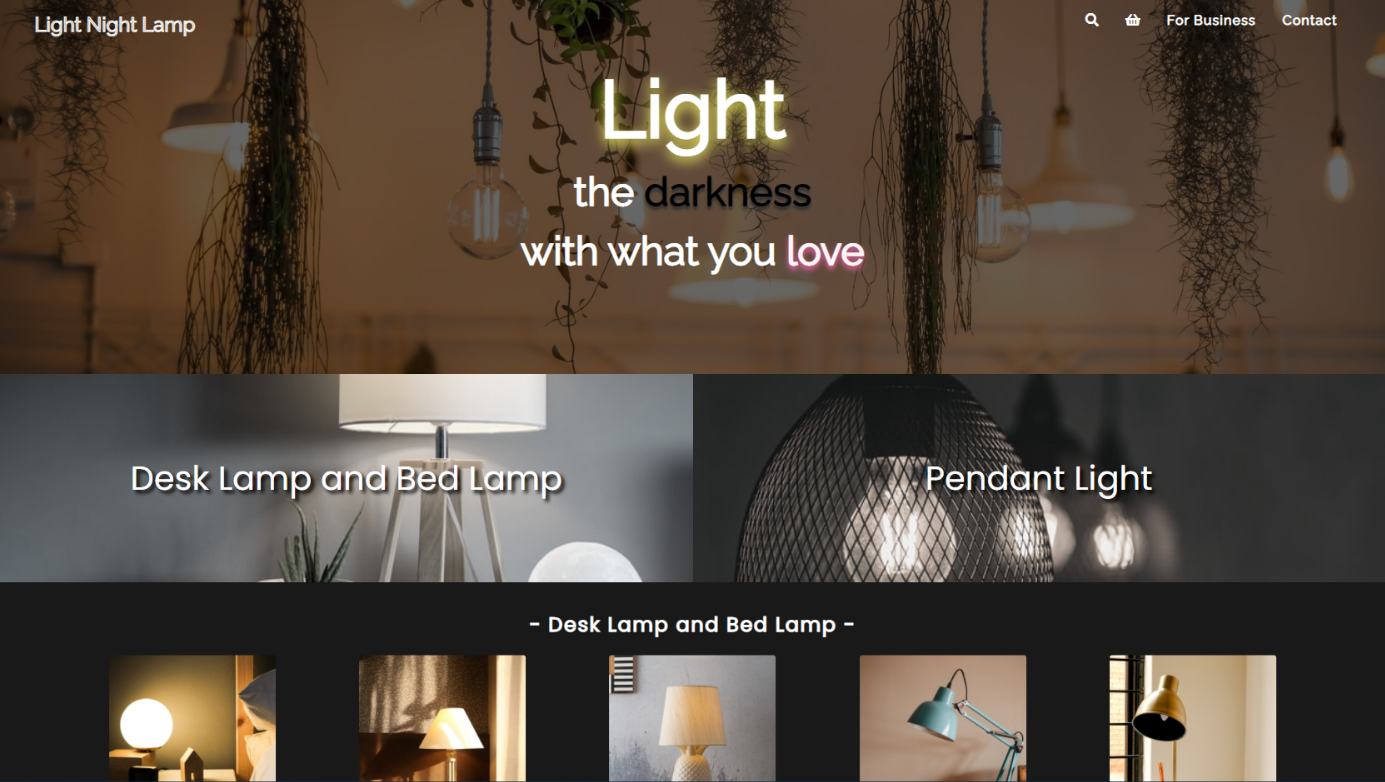 Light Night Lamp
For Business
Contact
Light
the darkness
with what you love
Desk Lamp and Bed Lamp
Pendant Light
- Desk Lamp and Bed Lamp -